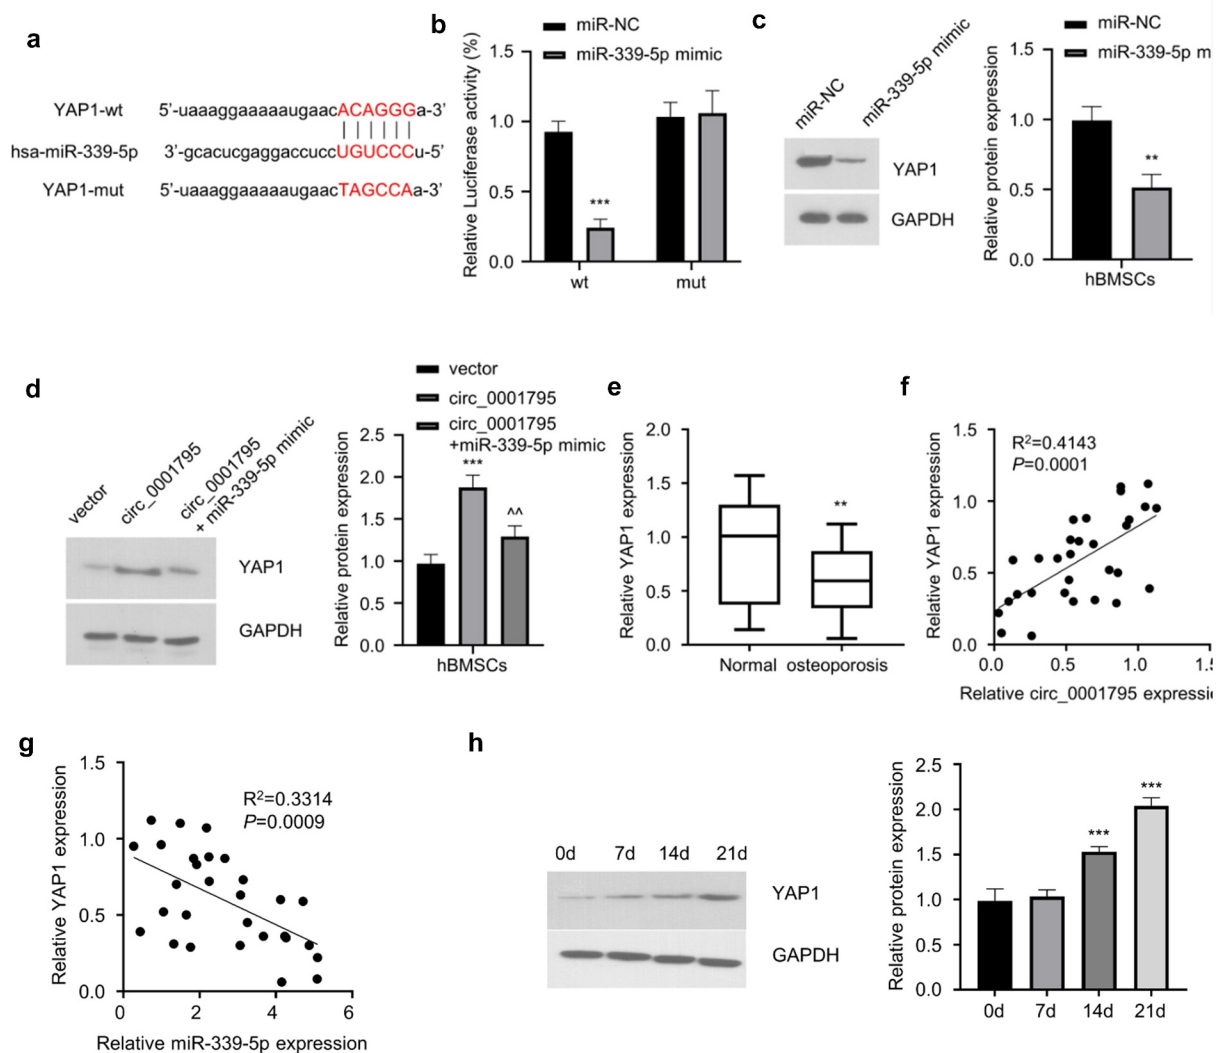 a
YAP1-wt 5'-uaaaggaaaaaugaacACAGGGa-3'
hsa-miR-339-5p 3'-gcacucgaggaccuccUGUCCCu-5'
YAP1-mut 5'-uaaaggaaaaaugaacTAGCCAa-3'
b
miR-NC
miR-339-5p mimic
Relative Luciferase activity (%)
1.5
1.0
0.5
0.0
***
wt mut
c
miR-NC
miR-339-5p mimic
YAP1
GAPDH
miR-NC
miR-339-5p m
Relative protein expression
1.5
1.0
0.5
0.0
**
hBMSCs
d
vector
circ_0001795
circ_0001795
+ miR-339-5p mimic
YAP1
GAPDH
vector
circ_0001795
circ_0001795
+miR-339-5p mimic
Relative protein expression
2.5
2.0
1.5
1.0
0.5
0.0
***
^^
hBMSCs
e
Relative YAP1 expression
2.0
1.5
1.0
0.5
0.0
**
Normal osteoporosis
f
Relative YAP1 expression
1.5
1.0
0.5
0.0
R²=0.4143
P=0.0001
0.0 0.5 1.0 1.5
Relative circ_0001795 expressi
g
Relative YAP1 expression
1.5
1.0
0.5
0.0
R²=0.3314
P=0.0009
0 2 4 6
Relative miR-339-5p expression
h
0d 7d 14d 21d
YAP1
GAPDH
Relative protein expression
2.5
2.0
1.5
1.0
0.5
0.0
***
***
0d 7d 14d 21d